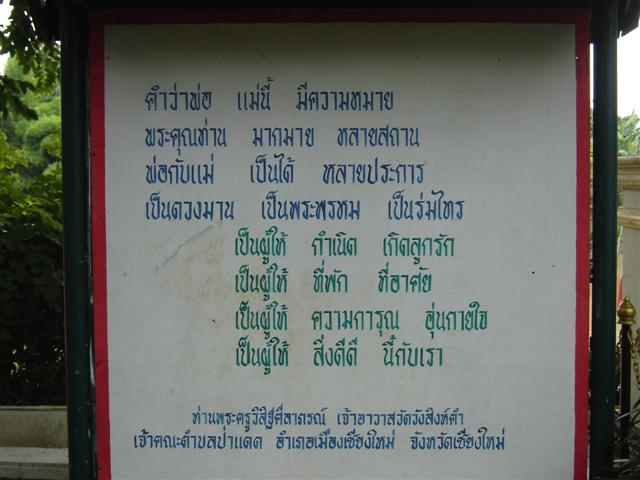 คำว่าพ่อ แม่นี้ มีความหมาย
พระคุณท่าน มากมาย หลายสถาน
พ่อกับแม่ เป็นได้ หลายประการ
เป็นดวงมาน เป็นพระพรหม เป็นร่มไทร
เป็นผู้ให้ กำเนิด เกิดลูกรัก
เป็นผู้ให้ ที่พัก ที่อาศัย
เป็นผู้ให้ ความการุณ อุ่นกายใจ
เป็นผู้ให้ สิ่งดีดี นี้กับเรา
ท่านพระครูวิสิฐศีลาภรณ์ เจ้าอาวาสวัดวังสิงห์คำ
เจ้าคณะตำบลป่าแดด อำเภอเมืองเชียงใหม่ จังหวัดเชียงใหม่